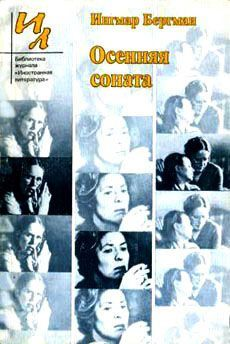 ИЛ
Библиотека
журнала
«Иностранная
литература»
Ингмар Бергман
Осенняя
соната